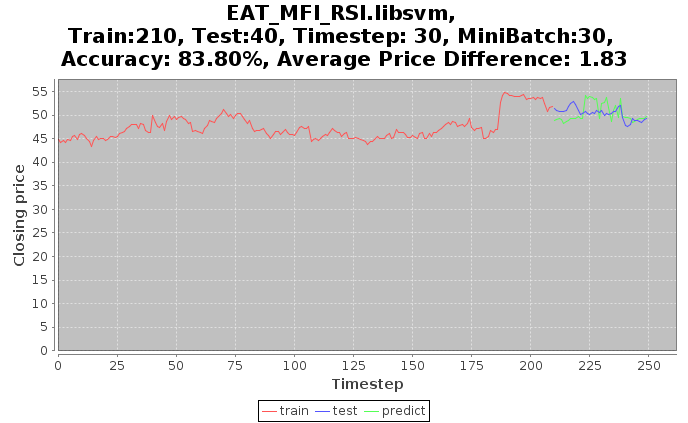 EAT_MFI_RSI.libsvm,
Train:210, Test:40, Timestep: 30, MiniBatch:30,
Accuracy: 83.80%, Average Price Difference: 1.83
55
50
45
40
35
30
25
20
15
10
5
0
Closing price
0 25 50 75 100 125 150 175 200 225 250
Timestep
train test predict